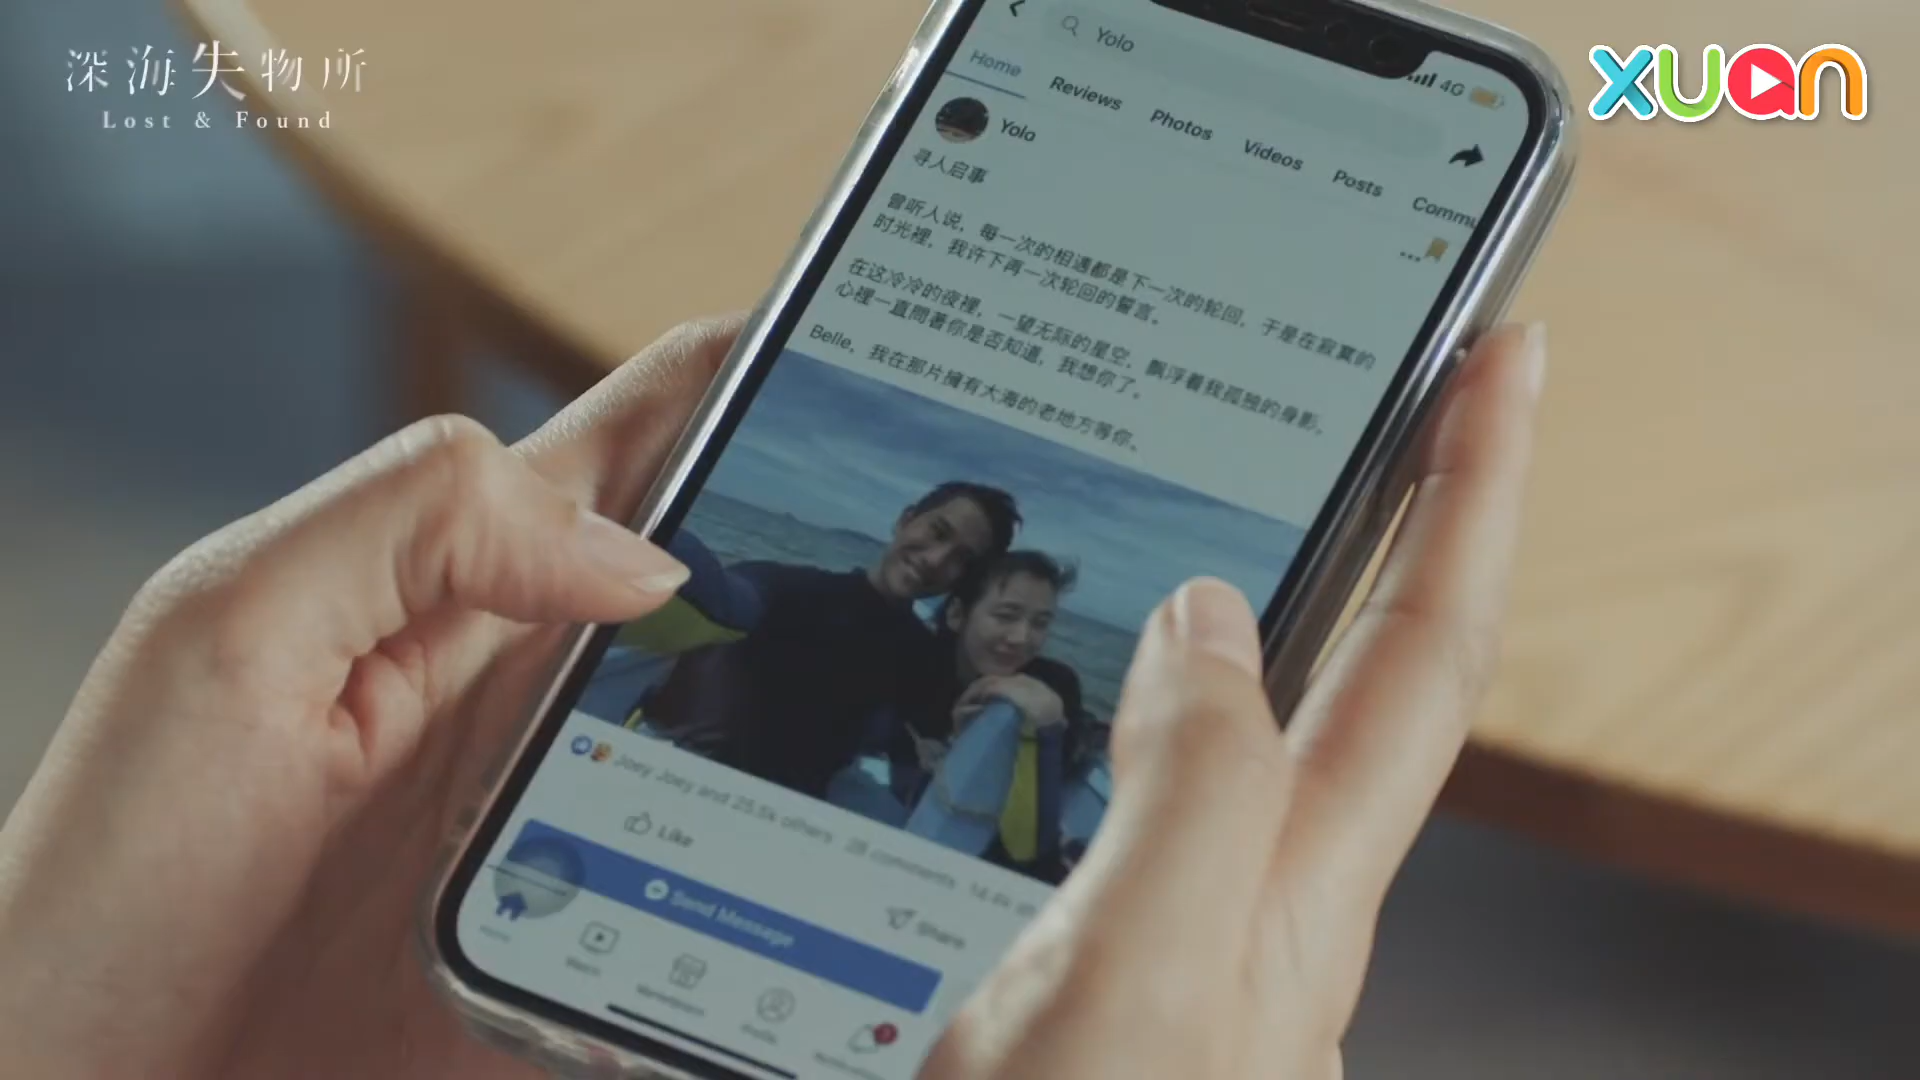 深海失物所
Lost & Found
xuan
Yolo
4G
Home
Reviews
Photos
Videos
Posts
Commu
Yolo
寻人启事
曾听人说，每一次的相遇都是下一次的轮回，于是在寂寞的
时光裡，我许下再一次轮回的誓言。
在这冷冷的夜裡，一望无际的星空，飘浮着我孤独的身影，
心裡一直問著你是否知道，我想你了。
Belle，我在那片擁有大海的老地方等你。
Joey Joey and 25.5k others
28 comments
Like
Share
Send Message
Watch
Marketplace
Profile